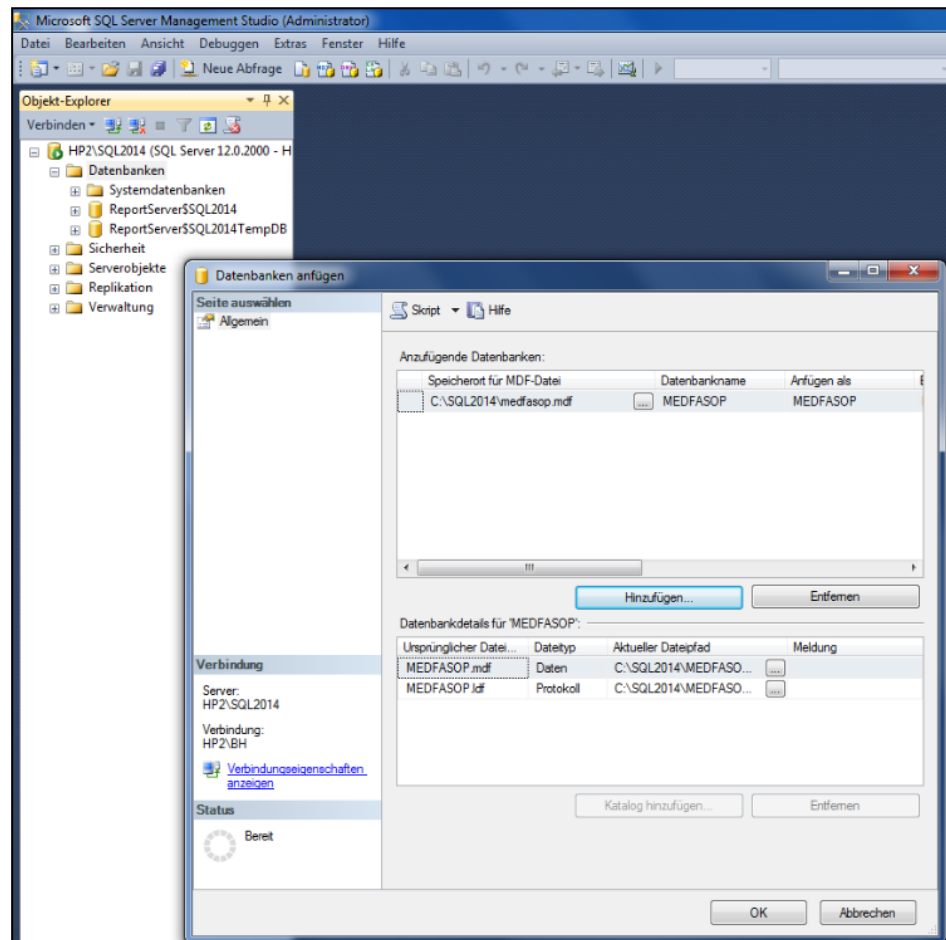 Microsoft SQL Server Management Studio (Administrator)
Datei Bearbeiten Ansicht Debuggen Extras Fenster Hilfe
Neue Abfrage
Objekt-Explorer
Verbinden
HP2\SQL2014 (SQL Server 12.0.2000 - H
Datenbanken
Systemdatenbanken
ReportServer$SQL2014
ReportServer$SQL2014TempDB
Sicherheit
Serverobjekte
Replikation
Verwaltung
Datenbanken anfügen
Seite auswählen
Allgemein
Skript Hilfe
Anzufügende Datenbanken:
Speicherort für MDF-Datei Datenbankname Anfügen als
C:\SQL2014\medfasop.mdf ... MEDFASOP MEDFASOP
Hinzufügen... Entfernen
Datenbankdetails für 'MEDFASOP':
Ursprünglicher Datei... Dateityp Aktueller Dateipfad Meldung
MEDFASOP.mdf Daten C:\SQL2014\MEDFASO... ...
MEDFASOP.ldf Protokoll C:\SQL2014\MEDFASO... ...
Katalog hinzufügen... Entfernen
Verbindung
Server:
HP2\SQL2014
Verbindung:
HP2\BH
Verbindungseigenschaften
anzeigen
Status
Bereit
OK Abbrechen